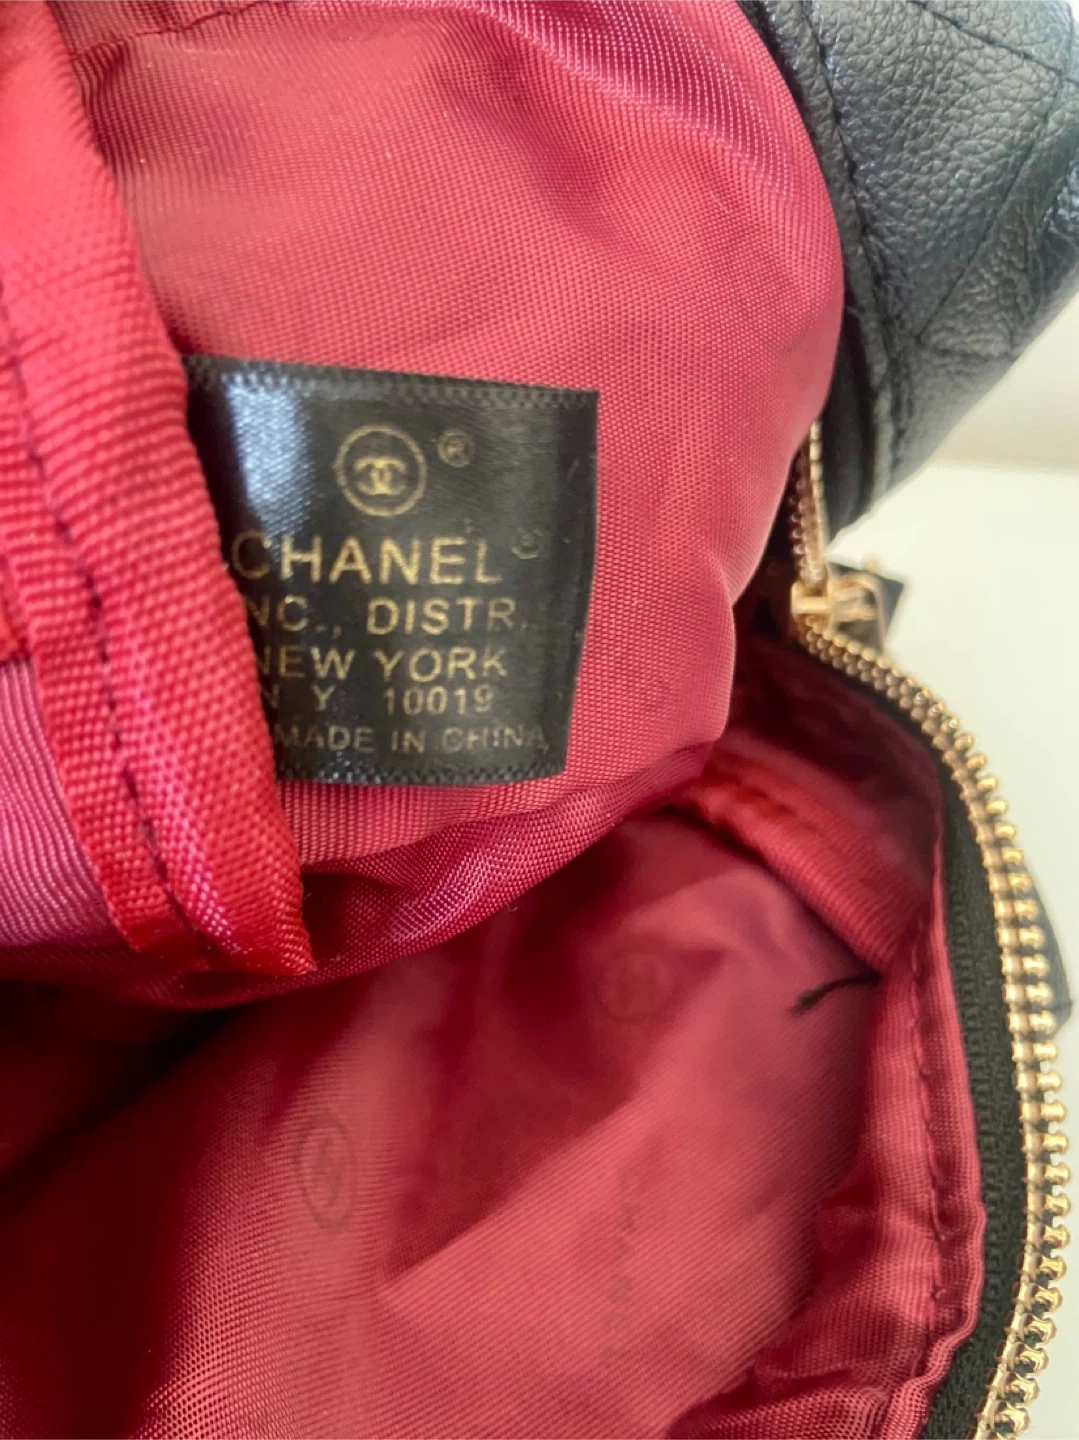 ®
CHANEL®
NC., DISTR.
NEW YORK
N Y 10019
MADE IN CHINA